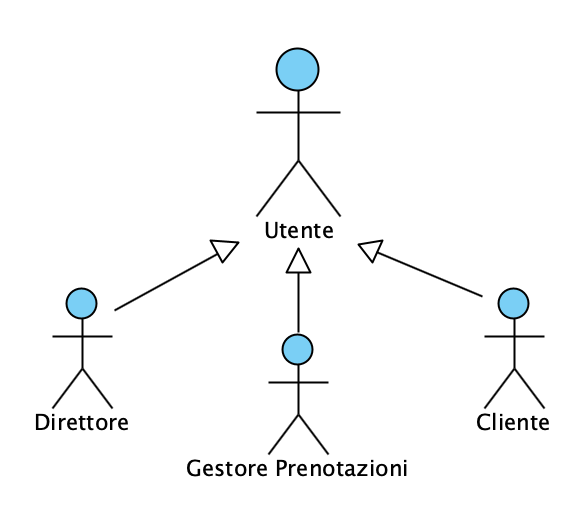 Utente
Direttore
Cliente
Gestore Prenotazioni